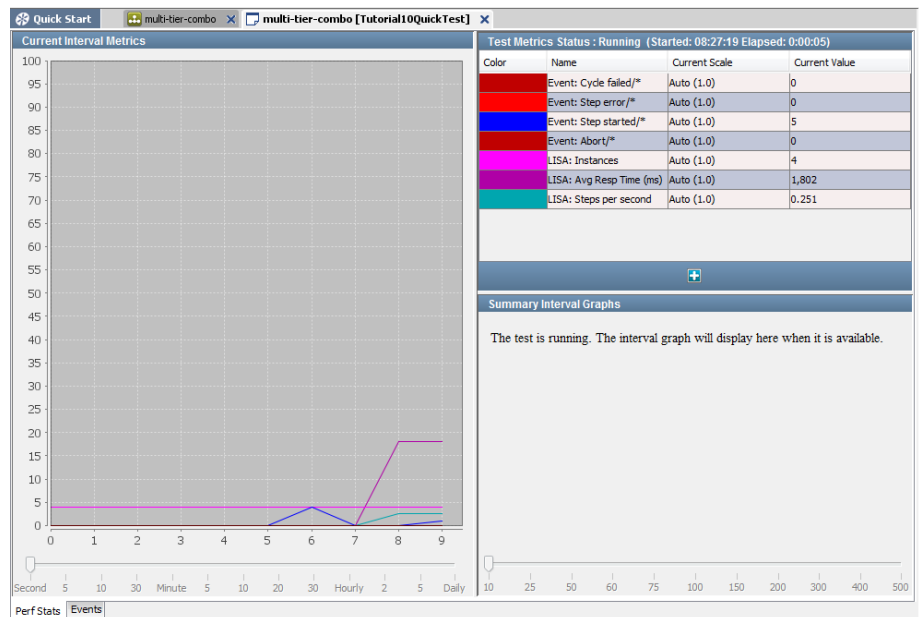 Quick Start
multi-tier-combo
multi-tier-combo [Tutorial10QuickTest]
Current Interval Metrics
100
95
90
85
80
75
70
65
60
55
50
45
40
35
30
25
20
15
10
5
0
0 1 2 3 4 5 6 7 8 9
Second 5 10 30 Minute 5 10 20 30 Hourly 2 5 Daily
Test Metrics Status : Running (Started: 08:27:19 Elapsed: 0:00:05)
Color Name Current Scale Current Value
Event: Cycle failed/* Auto (1.0) 0
Event: Step error/* Auto (1.0) 0
Event: Step started/* Auto (1.0) 5
Event: Abort/* Auto (1.0) 0
LISA: Instances Auto (1.0) 4
LISA: Avg Resp Time (ms) Auto (1.0) 1,802
LISA: Steps per second Auto (1.0) 0.251
Summary Interval Graphs
The test is running. The interval graph will display here when it is available.
10 25 50 60 75 100 150 200 300 400 500
Perf Stats Events